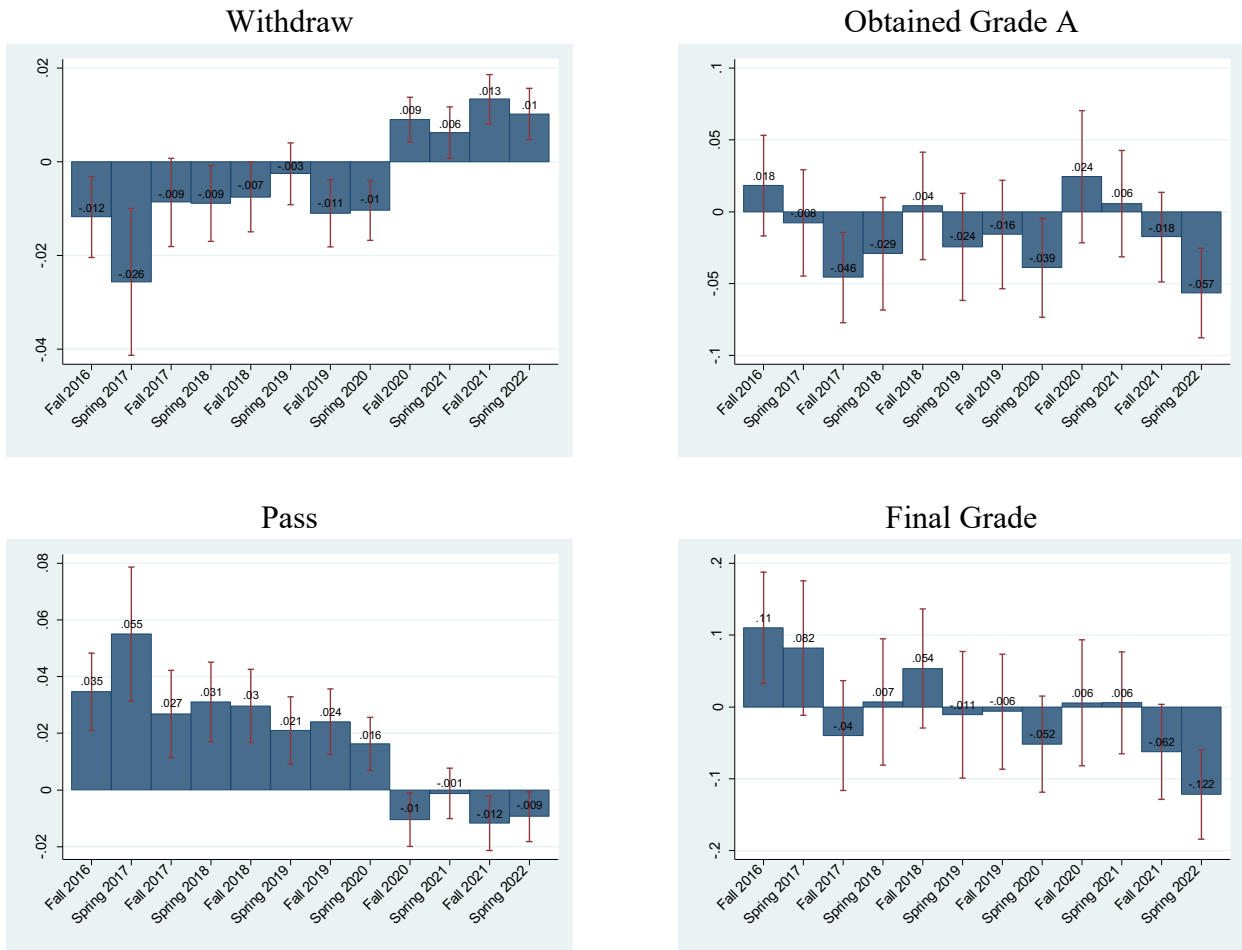 Withdraw
.02
0
-.02
-.04
-.012
-.026
-.009
-.009
-.007
-.003
-.011
-.01
.009
.006
.013
.01
Fall 2016
Spring 2017
Fall 2017
Spring 2018
Fall 2018
Spring 2019
Fall 2019
Spring 2020
Fall 2020
Spring 2021
Fall 2021
Spring 2022
Obtained Grade A
.1
.05
0
-.05
-.1
.018
-.008
-.046
-.029
.004
-.024
-.016
-.039
.024
.006
-.018
-.057
Fall 2016
Spring 2017
Fall 2017
Spring 2018
Fall 2018
Spring 2019
Fall 2019
Spring 2020
Fall 2020
Spring 2021
Fall 2021
Spring 2022
Pass
.08
.06
.04
.02
0
-.02
.035
.055
.027
.031
.03
.021
.024
.016
-.01
-.001
-.012
-.009
Fall 2016
Spring 2017
Fall 2017
Spring 2018
Fall 2018
Spring 2019
Fall 2019
Spring 2020
Fall 2020
Spring 2021
Fall 2021
Spring 2022
Final Grade
.2
.1
0
-.1
-.2
.11
.082
-.04
.007
.054
-.011
-.006
-.052
.006
.006
-.062
-.122
Fall 2016
Spring 2017
Fall 2017
Spring 2018
Fall 2018
Spring 2019
Fall 2019
Spring 2020
Fall 2020
Spring 2021
Fall 2021
Spring 2022